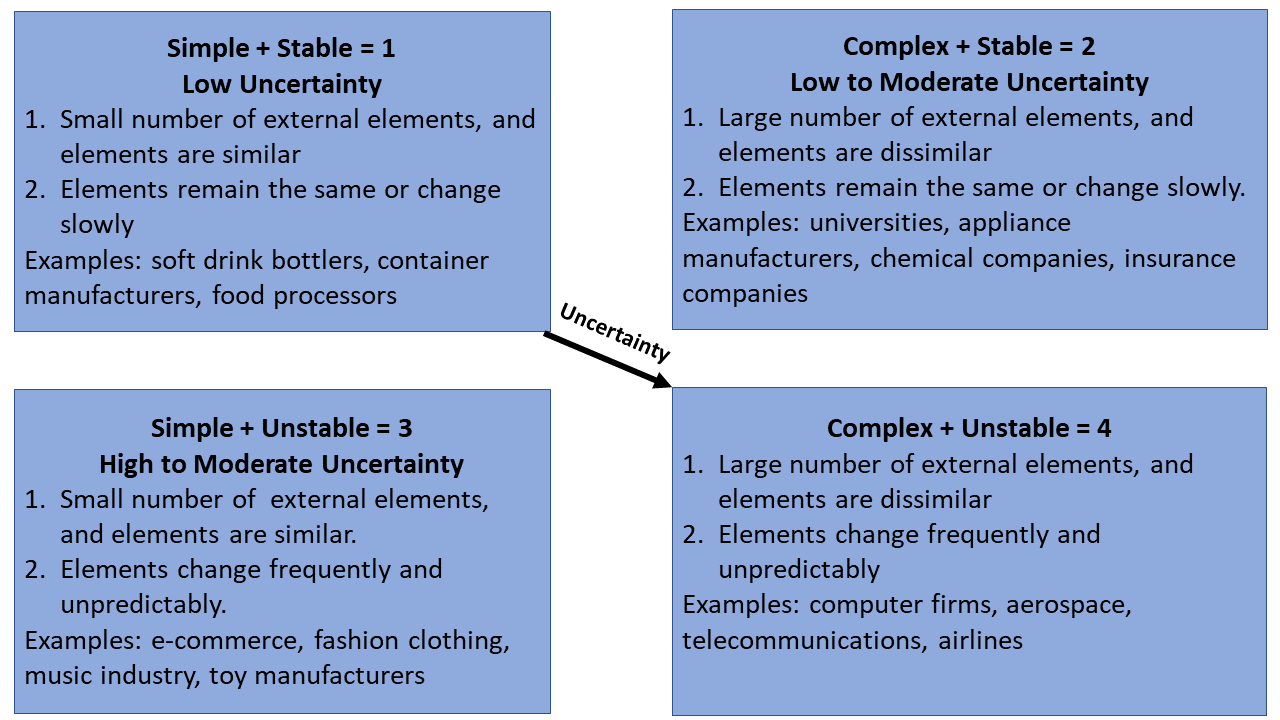 Simple + Stable = 1
Low Uncertainty
1. Small number of external elements, and
elements are similar
2. Elements remain the same or change
slowly
Examples: soft drink bottlers, container
manufacturers, food processors
Complex + Stable = 2
Low to Moderate Uncertainty
1. Large number of external elements, and
elements are dissimilar
2. Elements remain the same or change slowly.
Examples: universities, appliance
manufacturers, chemical companies, insurance
companies
Uncertainty
Simple + Unstable = 3
High to Moderate Uncertainty
1. Small number of  external elements,
and elements are similar.
2. Elements change frequently and
unpredictably.
Examples: e-commerce, fashion clothing,
music industry, toy manufacturers
Complex + Unstable = 4
1. Large number of external elements, and
elements are dissimilar
2. Elements change frequently and
unpredictably
Examples: computer firms, aerospace,
telecommunications, airlines